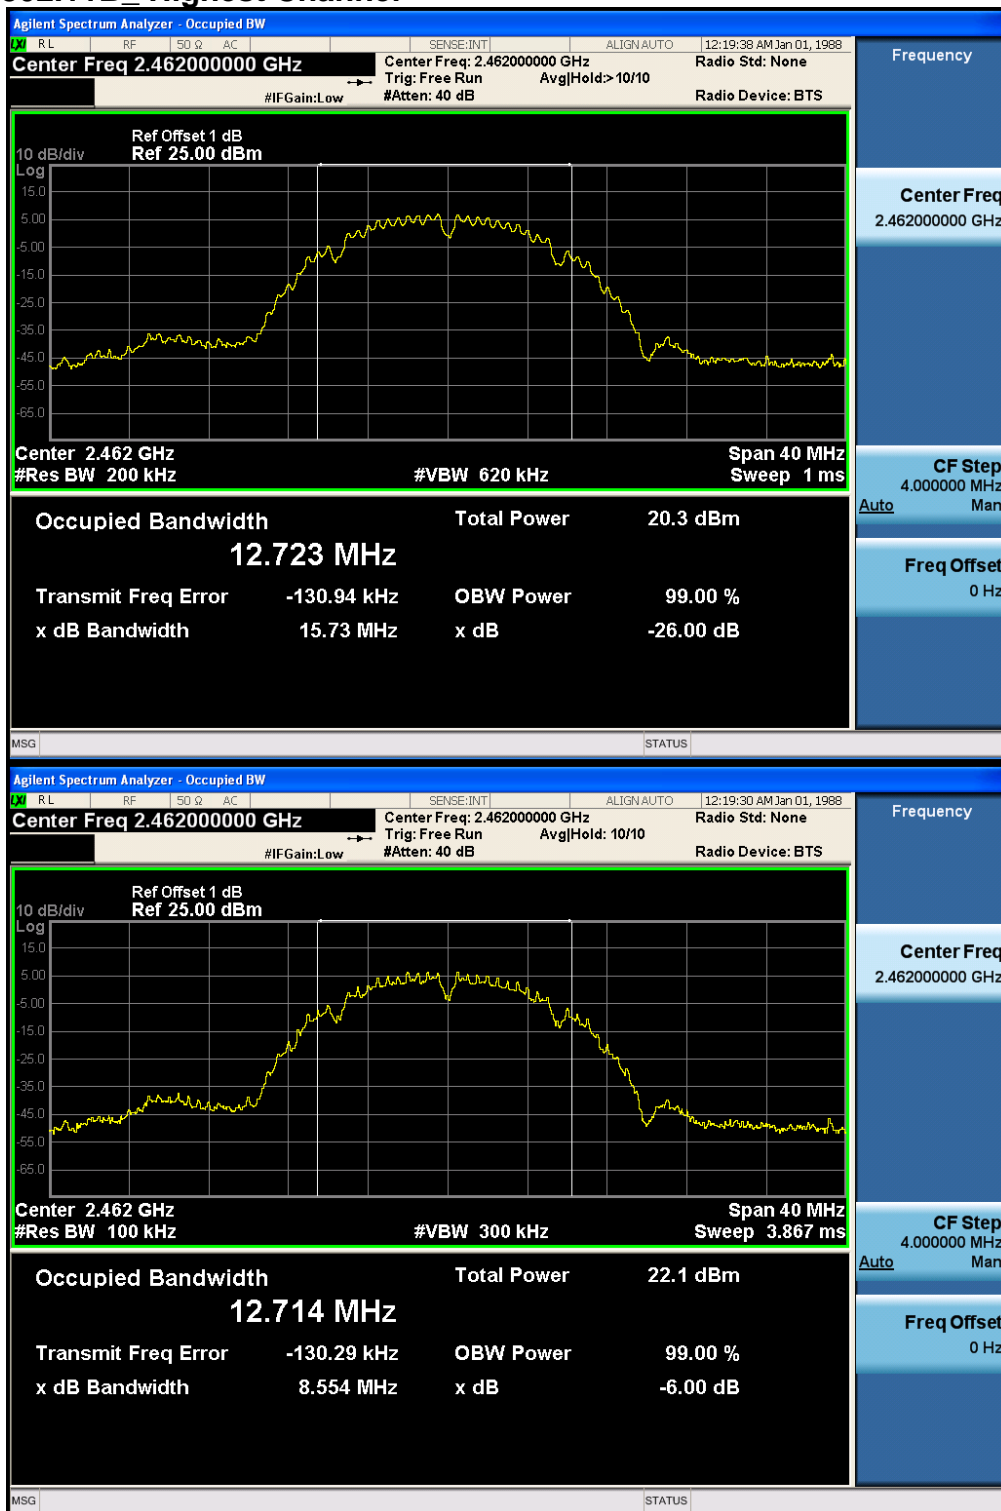 Agilent Spectrum Analyzer - Occupied BW
LXI RL RF 50 Ω AC SENSE:INT ALIGN AUTO 12:19:38 AM Jan 01, 1988
Center Freq 2.462000000 GHz
Center Freq: 2.462000000 GHz Radio Std: None
Trig: Free Run Avg|Hold:>10/10
#IFGain:Low #Atten: 40 dB Radio Device: BTS
Ref Offset 1 dB
10 dB/div Ref 25.00 dBm
Log
15.0
5.00
-5.00
-15.0
-25.0
-35.0
-45.0
-55.0
-65.0
Center 2.462 GHz Span 40 MHz
#Res BW 200 kHz #VBW 620 kHz Sweep 1 ms
Occupied Bandwidth Total Power 20.3 dBm
12.723 MHz
Transmit Freq Error -130.94 kHz OBW Power 99.00 %
x dB Bandwidth 15.73 MHz x dB -26.00 dB
MSG STATUS
Frequency
Center Freq
2.462000000 GHz
CF Step
4.000000 MHz
Auto Man
Freq Offset
0 Hz
Agilent Spectrum Analyzer - Occupied BW
LXI RL RF 50 Ω AC SENSE:INT ALIGN AUTO 12:19:30 AM Jan 01, 1988
Center Freq 2.462000000 GHz
Center Freq: 2.462000000 GHz Radio Std: None
Trig: Free Run Avg|Hold: 10/10
#IFGain:Low #Atten: 40 dB Radio Device: BTS
Ref Offset 1 dB
10 dB/div Ref 25.00 dBm
Log
15.0
5.00
-5.00
-15.0
-25.0
-35.0
-45.0
-55.0
-65.0
Center 2.462 GHz Span 40 MHz
#Res BW 100 kHz #VBW 300 kHz Sweep 3.867 ms
Occupied Bandwidth Total Power 22.1 dBm
12.714 MHz
Transmit Freq Error -130.29 kHz OBW Power 99.00 %
x dB Bandwidth 8.554 MHz x dB -6.00 dB
MSG STATUS
Frequency
Center Freq
2.462000000 GHz
CF Step
4.000000 MHz
Auto Man
Freq Offset
0 Hz